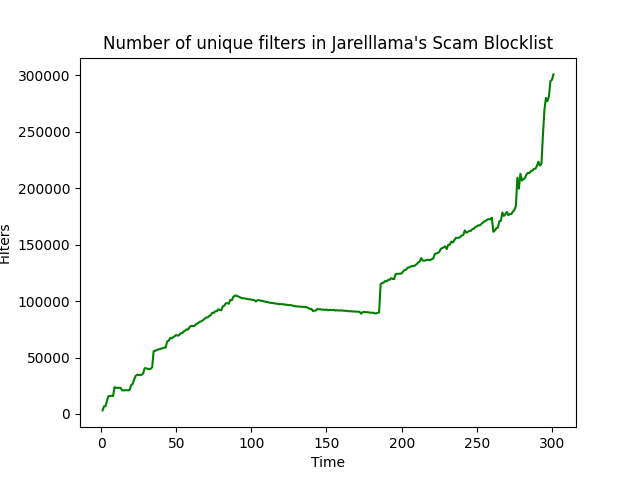 Number of unique filters in Jarelllama's Scam Blocklist
300000
250000
200000
150000
100000
50000
0
Filters
0 50 100 150 200 250 300
Time